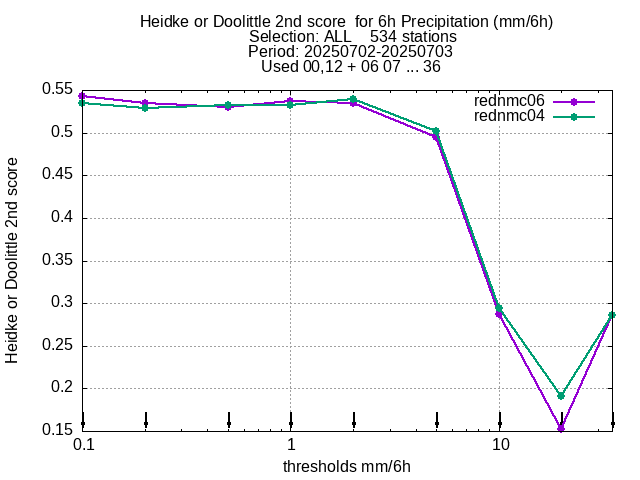 Heidke or Doolittle 2nd score  for 6h Precipitation (mm/6h)
Selection: ALL    534 stations
Period: 20250702-20250703
Used 00,12 + 06 07 ... 36
rednmc06
rednmc04
0.55
0.5
0.45
0.4
0.35
0.3
0.25
0.2
0.15
Heidke or Doolittle 2nd score
0.1
1
10
thresholds mm/6h